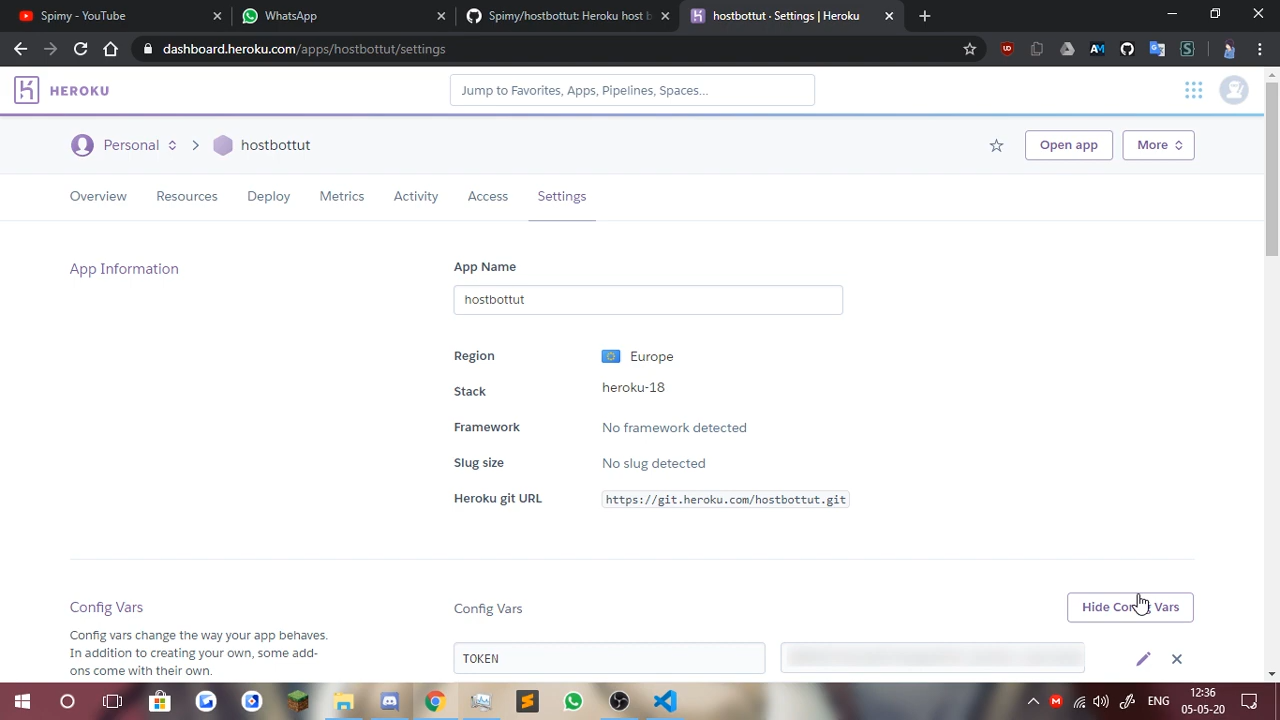 Spimy - YouTube
WhatsApp
Spimy/hostbottut: Heroku host b
hostbottut - Settings | Heroku
dashboard.heroku.com/apps/hostbottut/settings
HEROKU
Jump to Favorites, Apps, Pipelines, Spaces...
Personal
hostbottut
Open app
More
Overview
Resources
Deploy
Metrics
Activity
Access
Settings
App Information
App Name
hostbottut
Region
Europe
Stack
heroku-18
Framework
No framework detected
Slug size
No slug detected
Heroku git URL
https://git.heroku.com/hostbottut.git
Config Vars
Config Vars
Hide Config Vars
Config vars change the way your app behaves.
In addition to creating your own, some add-
ons come with their own.
TOKEN
ENG
12:36
05-05-20